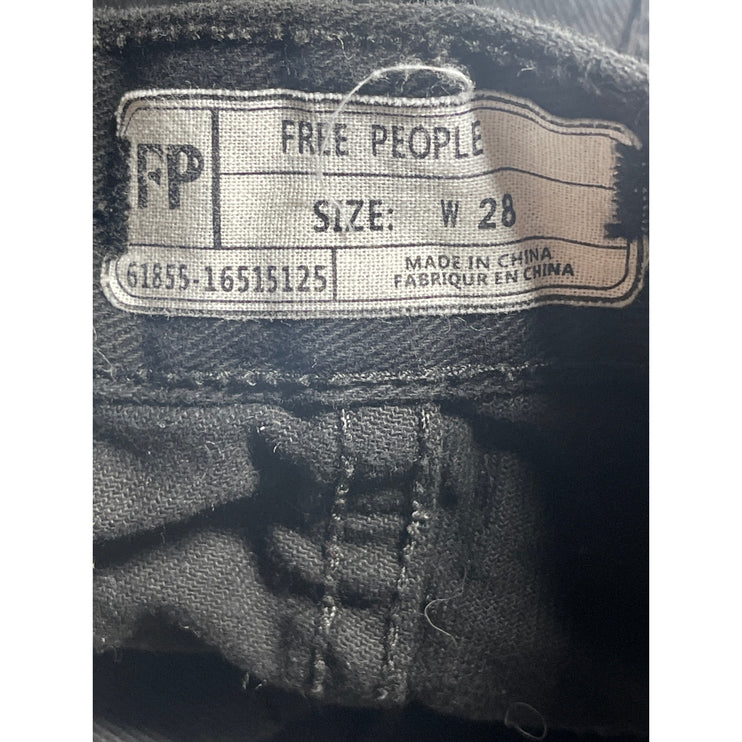 FP
FREE PEOPLE
SIZE: W 28
61855-16515125
MADE IN CHINA
FABRIQUR EN CHINA